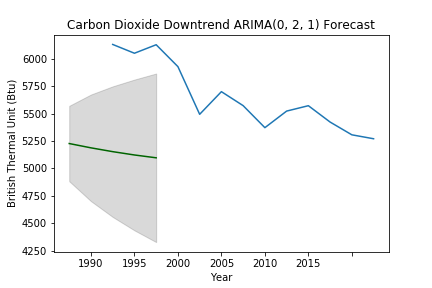 Carbon Dioxide Downtrend ARIMA(0, 2, 1) Forecast
British Thermal Unit (Btu)
6000
5750
5500
5250
5000
4750
4500
4250
1990 1995 2000 2005 2010 2015
Year